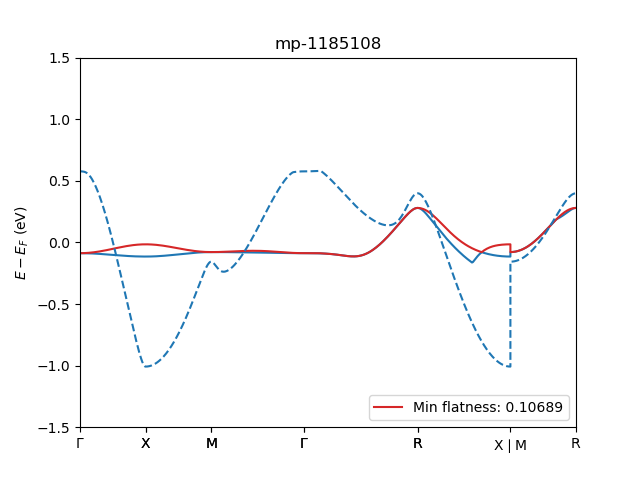 mp-1185108
E − E_F (eV)
1.5
1.0
0.5
0.0
−0.5
−1.0
−1.5
Min flatness: 0.10689
Γ X M Γ R X | M R